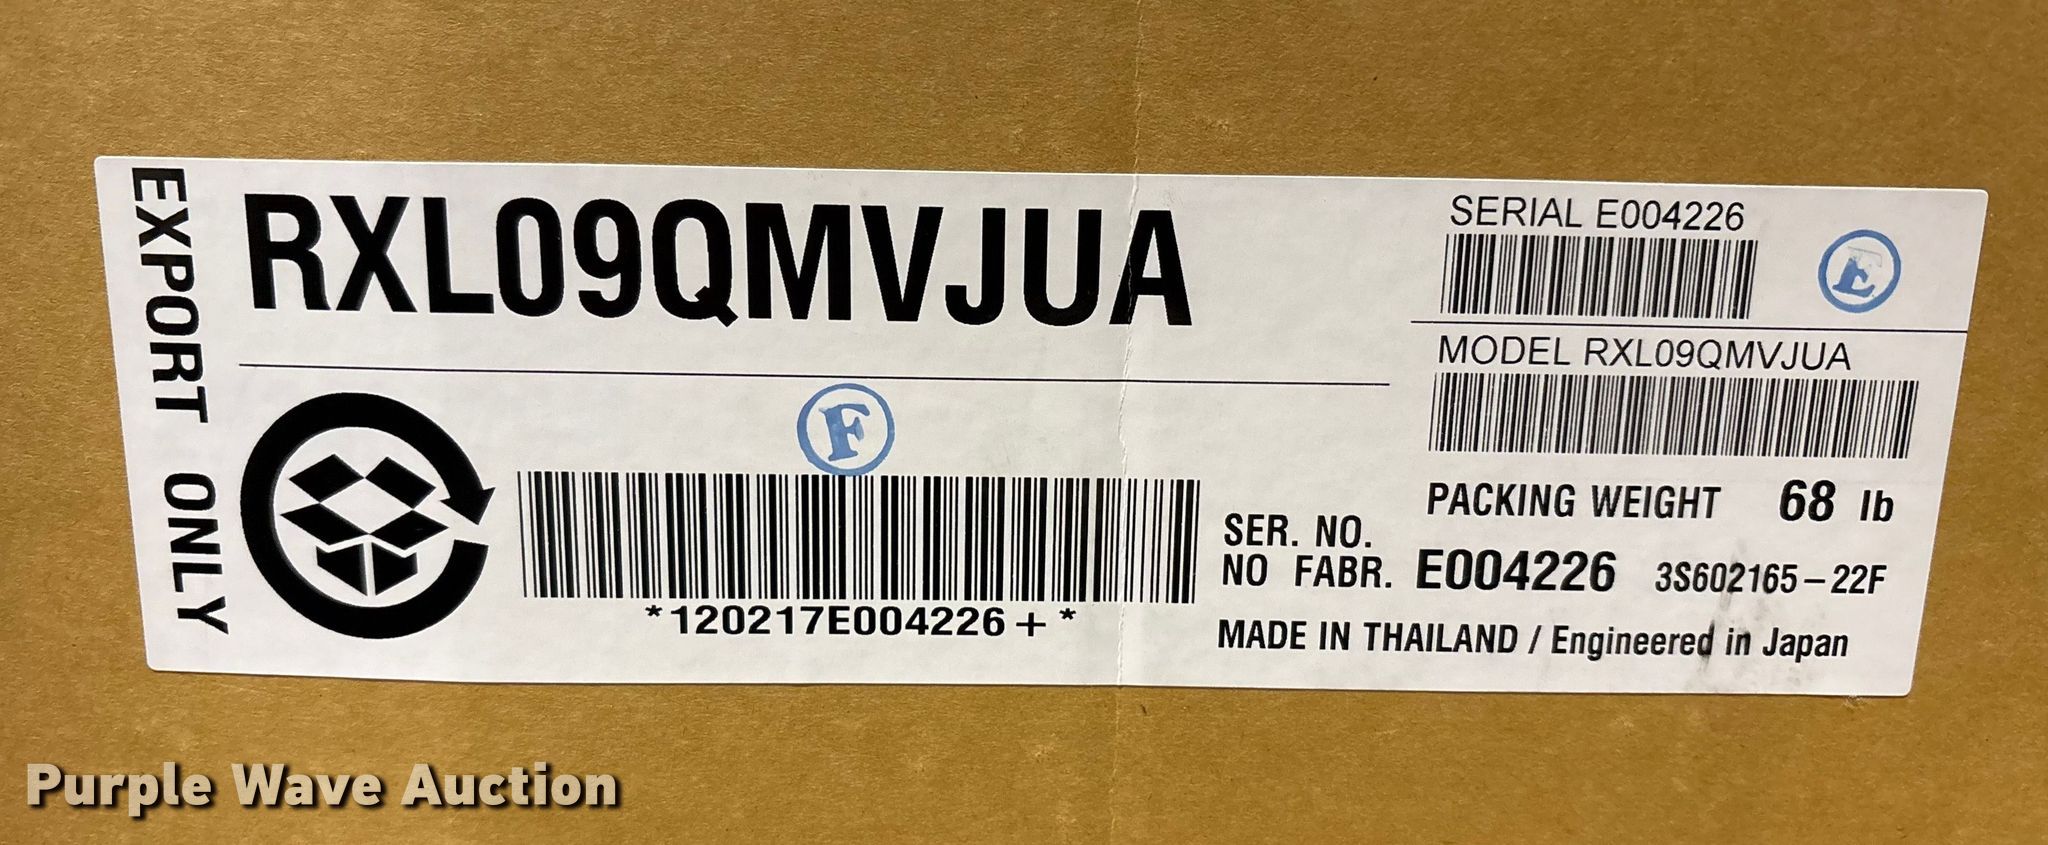 EXPORT ONLY
RXL09QMVJUA
SERIAL E004226
E
MODEL RXL09QMVJUA
F
PACKING WEIGHT 68 lb
SER. NO.
NO FABR. E004226 3S602165-22F
*120217E004226+*
MADE IN THAILAND / Engineered in Japan
Purple Wave Auction